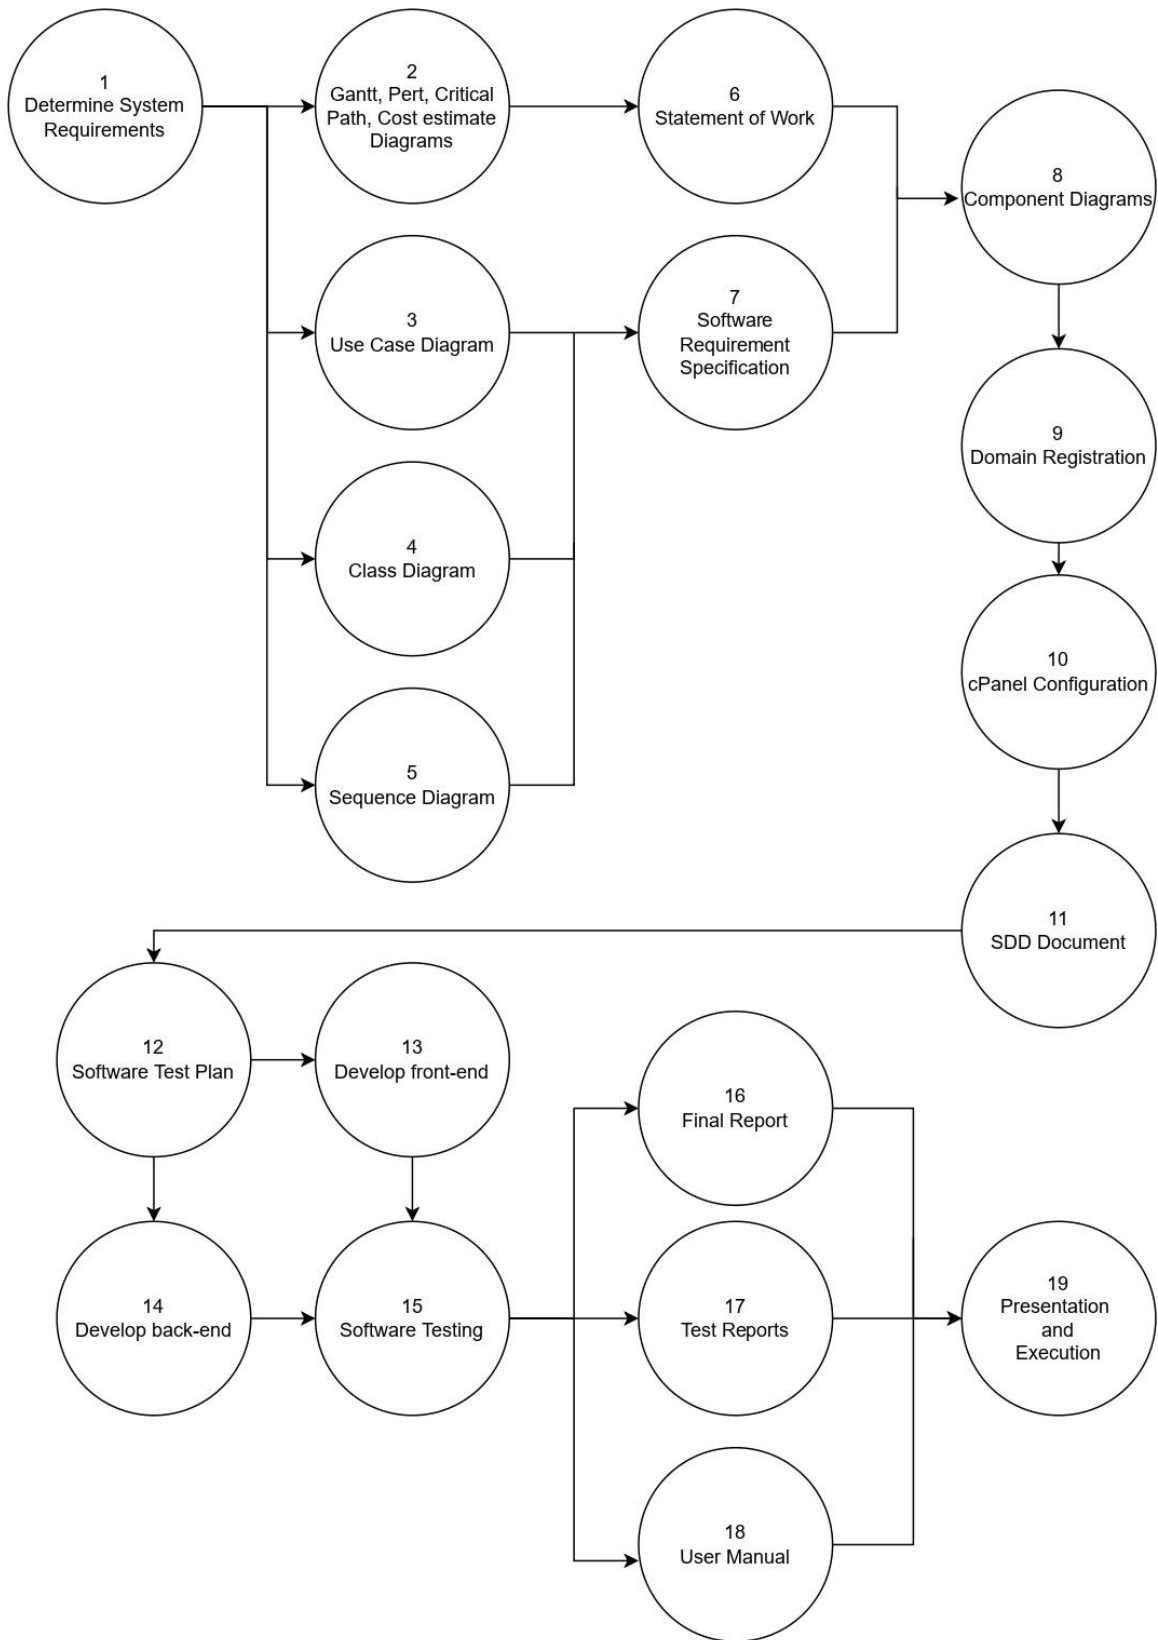 1
Determine System
Requirements
2
Gantt, Pert, Critical
Path, Cost estimate
Diagrams
6
Statement of Work
8
Component Diagrams
3
Use Case Diagram
7
Software
Requirement
Specification
9
Domain Registration
4
Class Diagram
10
cPanel Configuration
5
Sequence Diagram
11
SDD Document
12
Software Test Plan
13
Develop front-end
16
Final Report
14
Develop back-end
15
Software Testing
17
Test Reports
19
Presentation
and
Execution
18
User Manual